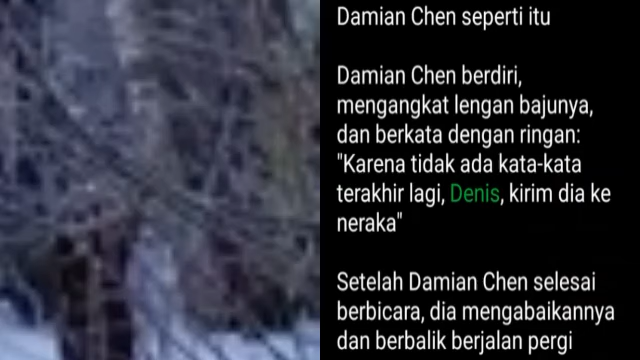 Damian Chen seperti itu
Damian Chen berdiri,
mengangkat lengan bajunya,
dan berkata dengan ringan:
"Karena tidak ada kata-kata
terakhir lagi, Denis, kirim dia ke
neraka"
Setelah Damian Chen selesai
berbicara, dia mengabaikannya
dan berbalik berjalan pergi